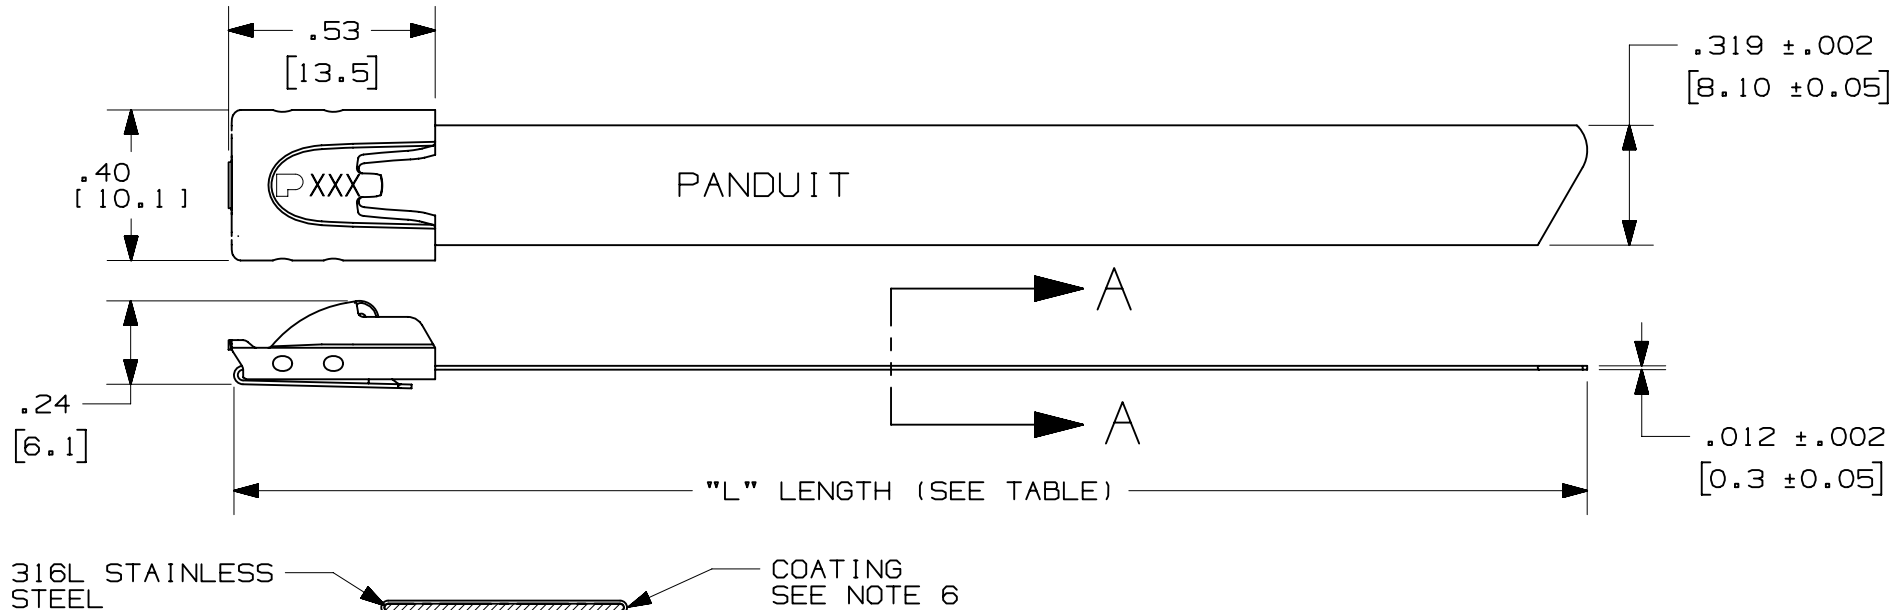 .53
[13.5]
.319 ±.002
[8.10 ±0.05]
.40
[10.1]
P XXX
PANDUIT
A
.24
[6.1]
A
.012 ±.002
[0.3 ±0.05]
"L" LENGTH (SEE TABLE)
316L STAINLESS
STEEL
COATING
SEE NOTE 6